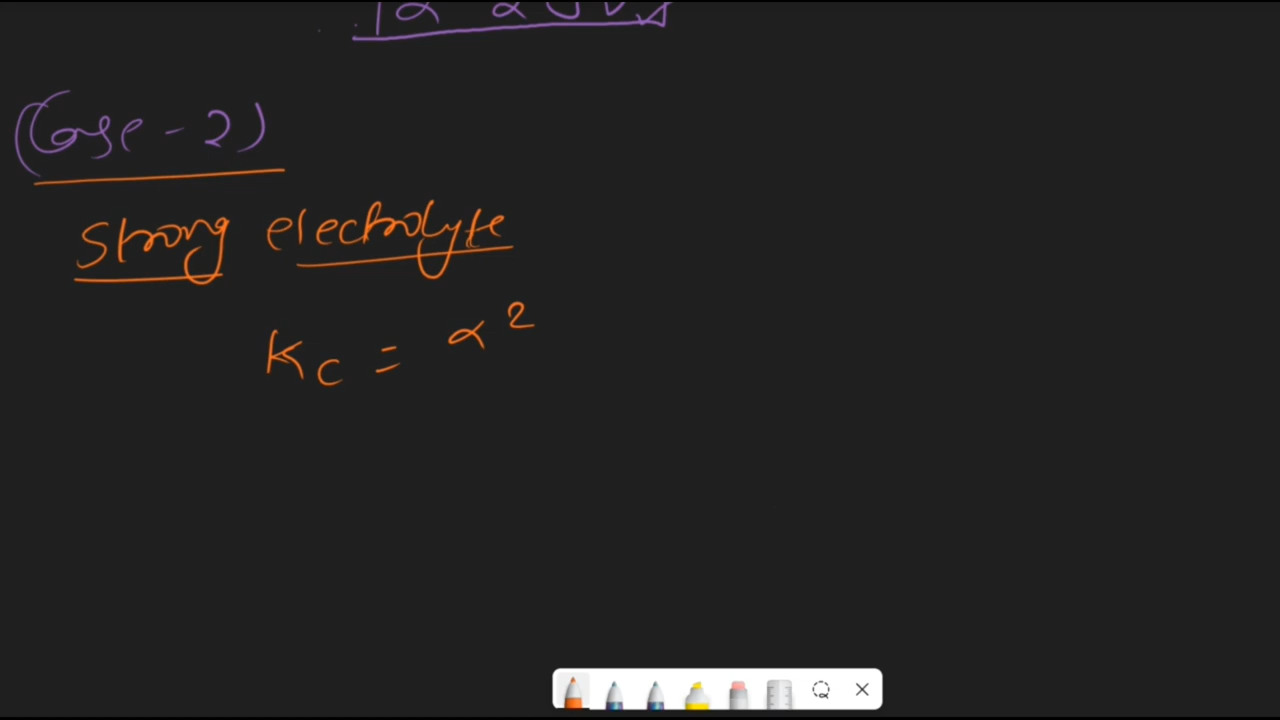 (Case - 2)
Strong electrolyte
Kc = α²